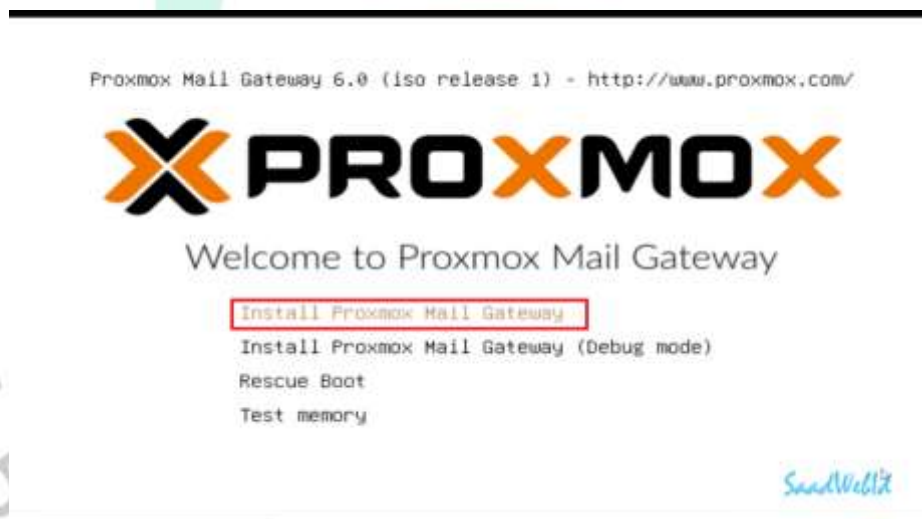 Proxmox Mail Gateway 6.0 (iso release 1) - http://www.proxmox.com/
PROXMOX
Welcome to Proxmox Mail Gateway
Install Proxmox Mail Gateway
Install Proxmox Mail Gateway (Debug mode)
Rescue Boot
Test memory